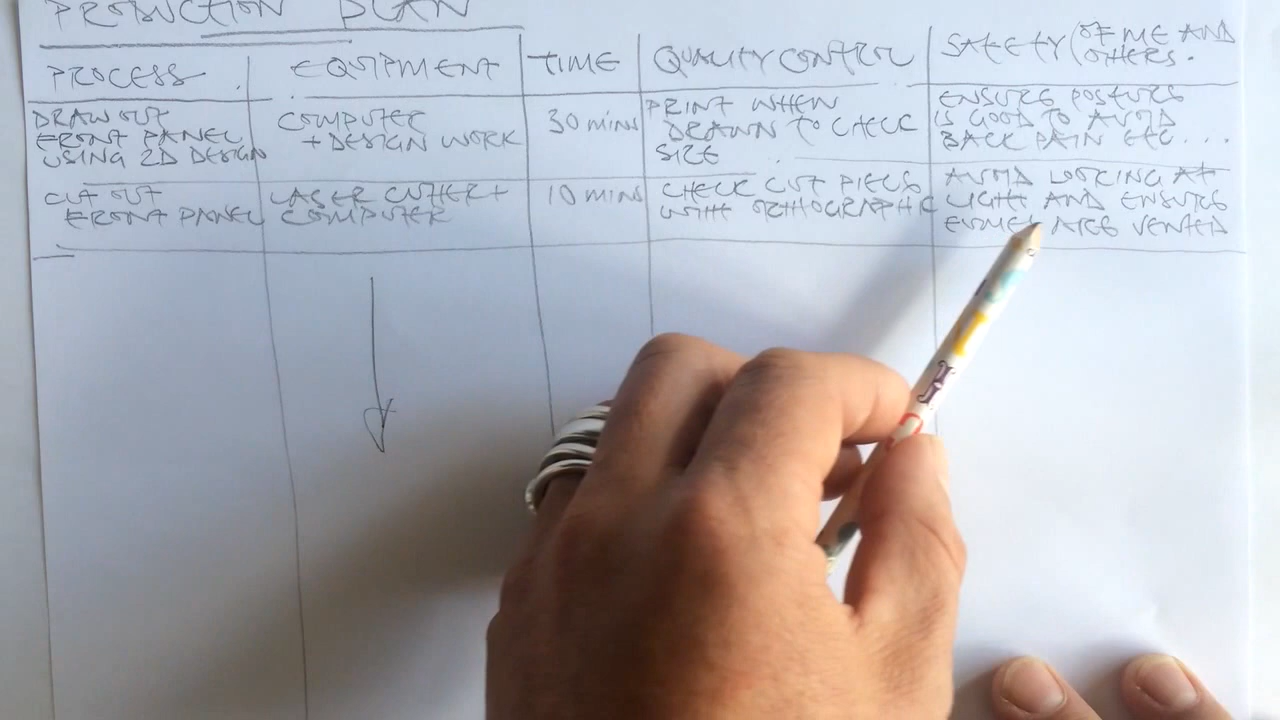 PRODUCTION PLAN
PROCESS
EQUIPMENT
TIME
QUALITY CONTROL
SAFETY (OF ME AND
OTHERS.
DRAW OUT
FRONT PANEL
USING 2D DESIGN
COMPUTER
+ DESIGN WORK
30 mins
PRINT WHEN
DRAWN TO CHECK
SIZE
ENSURE POSTURE
IS GOOD TO AVOID
BACK PAIN ETC....
CUT OUT
FRONT PANEL
LASER CUTTER +
COMPUTER
10 mins
CHECK CUT PIECE
WITH ORTHOGRAPHIC
AVOID LOOKING AT
LIGHT AND ENSURE
FUMES ARE VENTED